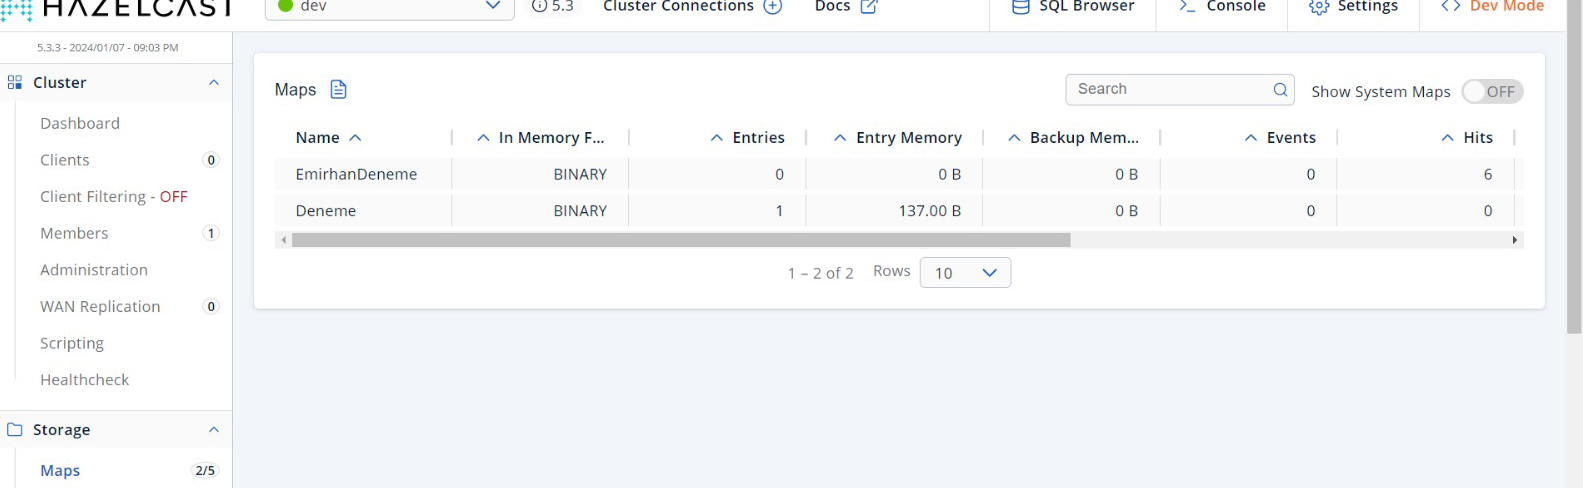 HAZELCAST
dev
5.3
Cluster Connections
Docs
SQL Browser
Console
Settings
Dev Mode
5.3.3 - 2024/01/07 - 09:03 PM
Cluster
Dashboard
Clients 0
Client Filtering - OFF
Members 1
Administration
WAN Replication 0
Scripting
Healthcheck
Storage
Maps 2/5
Maps
Search
Show System Maps OFF
Name In Memory F... Entries Entry Memory Backup Mem... Events Hits
EmirhanDeneme BINARY 0 0 B 0 B 0 6
Deneme BINARY 1 137.00 B 0 B 0 0
1 – 2 of 2 Rows 10